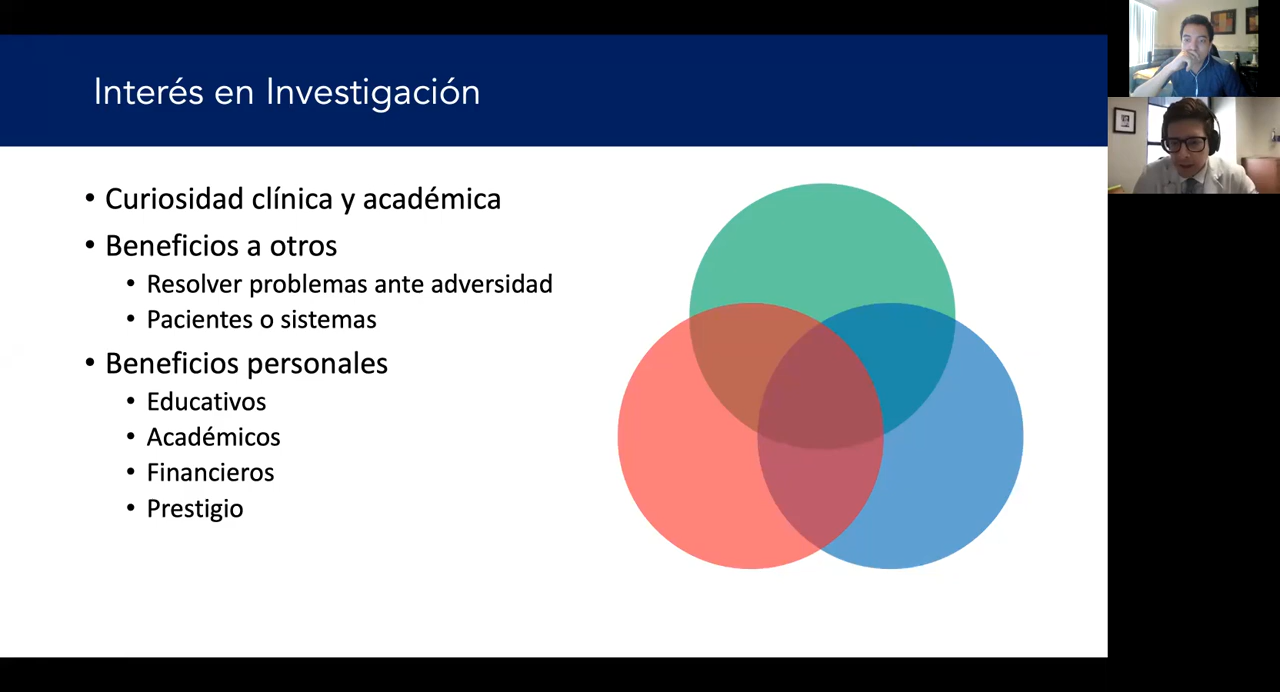 Interés en Investigación
• Curiosidad clínica y académica
• Beneficios a otros
• Resolver problemas ante adversidad
• Pacientes o sistemas
• Beneficios personales
• Educativos
• Académicos
• Financieros
• Prestigio